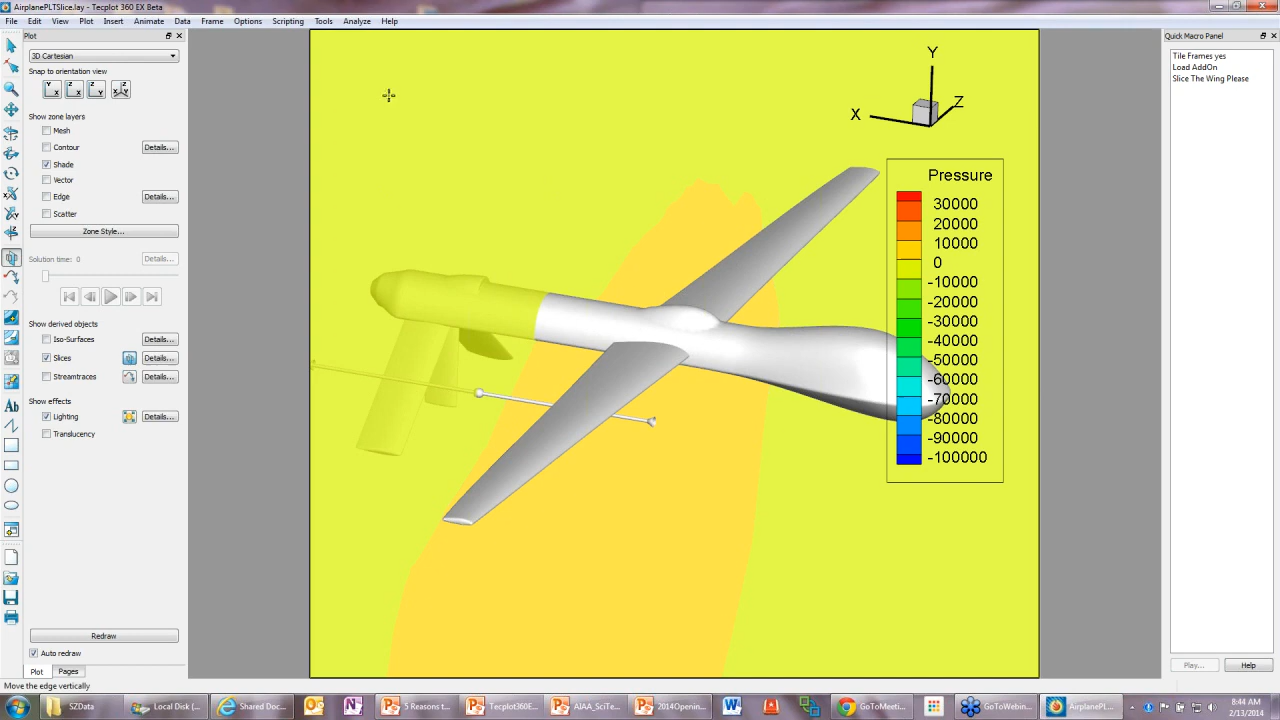 AirplanePLTSlice.lay - Tecplot 360 EX Beta
File Edit View Plot Insert Animate Data Frame Options Scripting Tools Analyze Help
Plot
3D Cartesian
Snap to orientation view
Show zone layers
Mesh
Contour Details...
Shade
Vector
Edge Details...
Scatter
Zone Style...
Solution time: 0 Details...
Show derived objects
Iso-Surfaces Details...
Slices Details...
Streamtraces Details...
Show effects
Lighting Details...
Translucency
Redraw
Auto redraw
Plot Pages
Move the edge vertically
Y
X
Z
Pressure
30000
20000
10000
0
-10000
-20000
-30000
-40000
-50000
-60000
-70000
-80000
-90000
-100000
Quick Macro Panel
Tile Frames yes
Load AddOn
Slice The Wing Please
Play... Help
SZData
Local Disk (...
Shared Doc...
5 Reasons t...
Tecplot360E...
AIAA_SciTe...
2014Openin...
GoToMeeti...
GoToWebin...
AirplanePL...
8:44 AM
2/13/2014